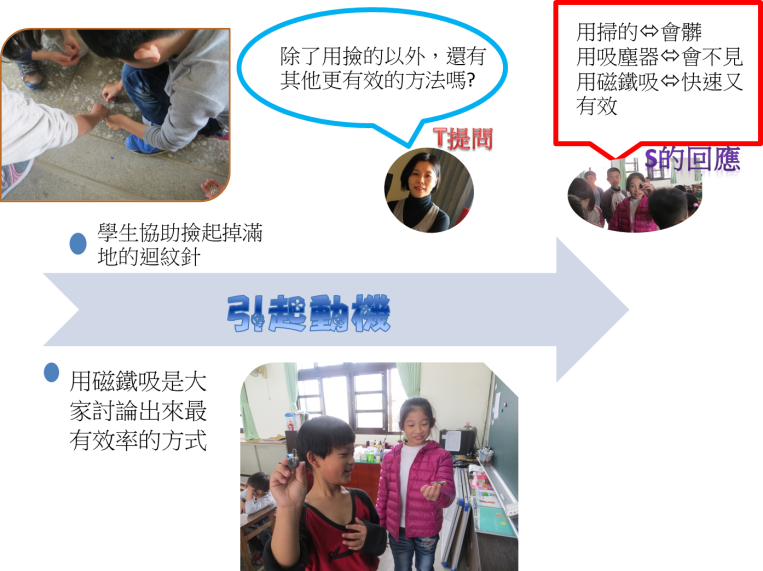 除了用撿的以外，還有
其他更有效的方法嗎?
T提問
用掃的⇔會髒
用吸塵器⇔會不見
用磁鐵吸⇔快速又
有效
S的回應
學生協助撿起掉滿
地的迴紋針
引起動機
用磁鐵吸是大
家討論出來最
有效率的方式